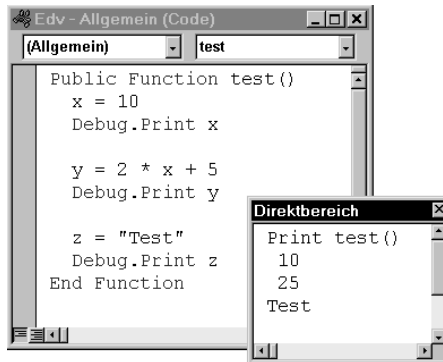 Edv - Allgemein (Code)
(Allgemein) test
Public Function test()
x = 10
Debug.Print x
y = 2 * x + 5
Debug.Print y
z = "Test"
Debug.Print z
End Function
Direktbereich
Print test()
10
25
Test